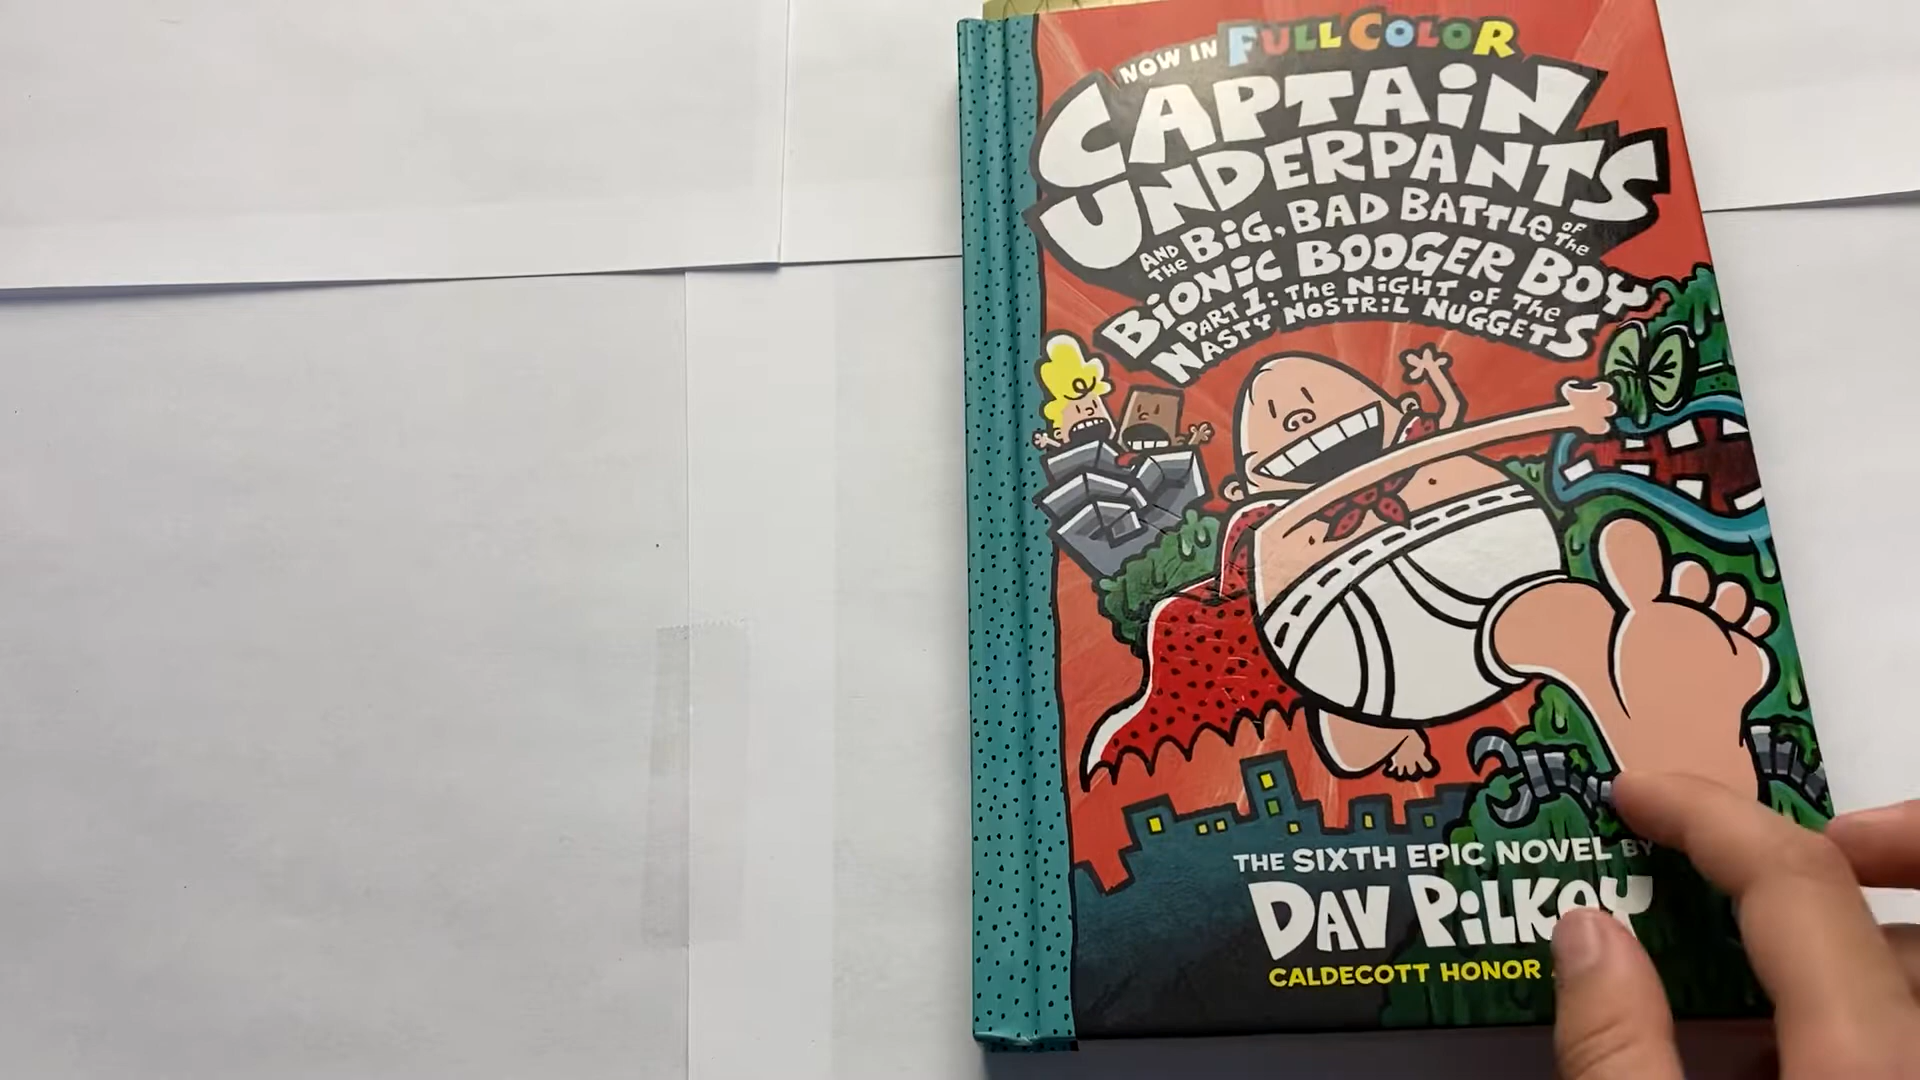 NOW IN FULL COLOR
CAPTAiN
UNDERPANTS
AND THE BiG, BAD BATTLE OF THE
BiONiC BOOGER BOY
PART 1: THE NiGHT OF THE
NASTY NOSTRiL NUGGETS
THE SIXTH EPIC NOVEL BY
DAV PiLKEY
CALDECOTT HONOR